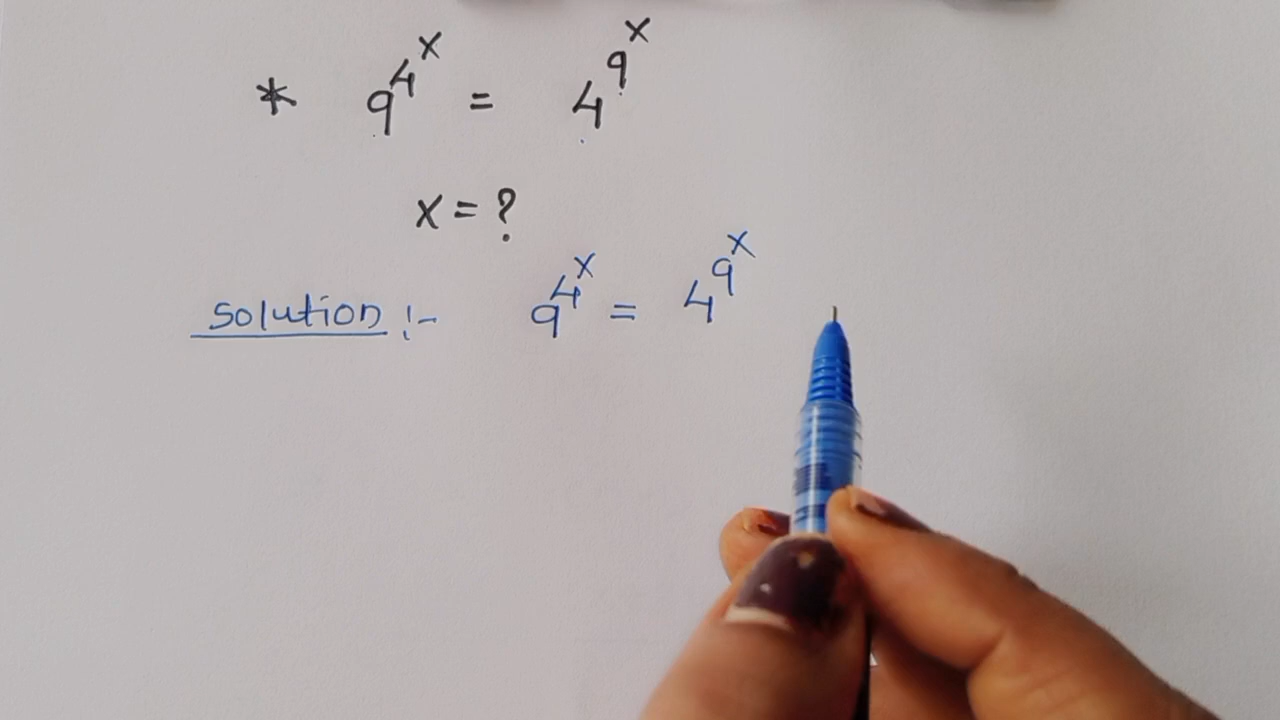 * 9^4^x = 4^9^x
x = ?
Solution :- 9^4^x = 4^9^x